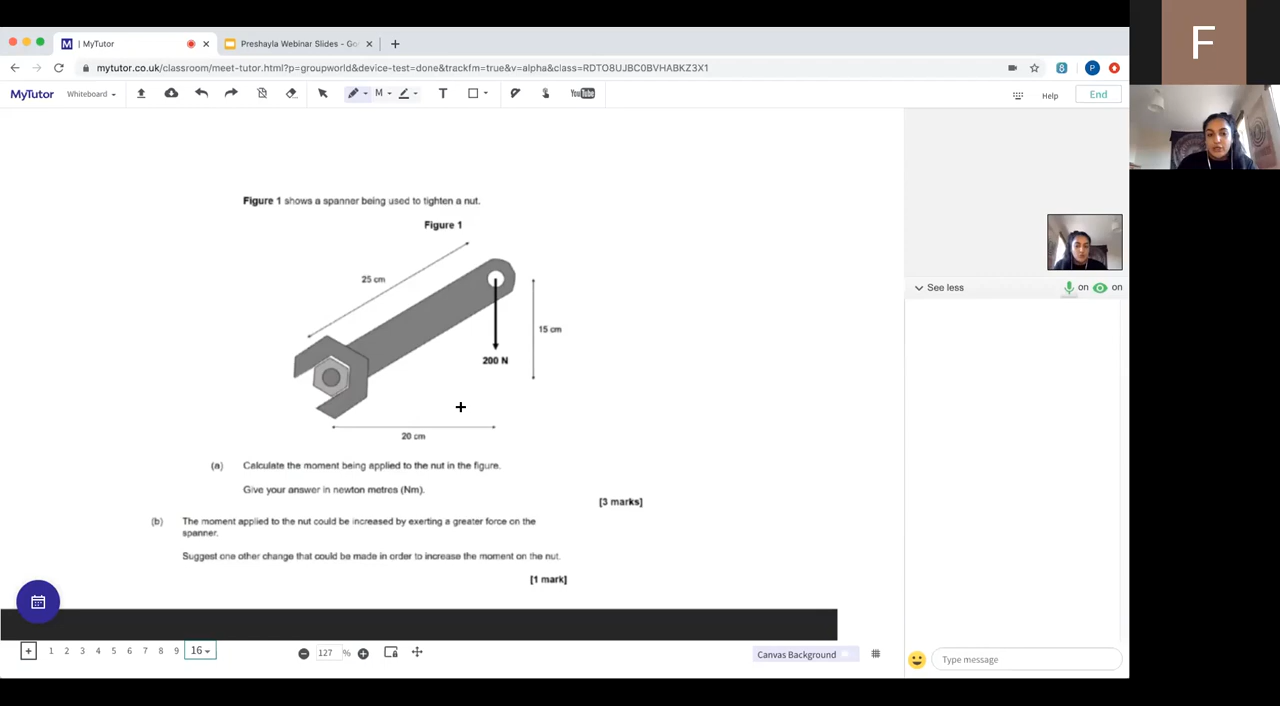 MyTutor
Preshayla Webinar Slides - Go
mytutor.co.uk/classroom/meet-tutor.html?p=groupworld&device-test=done&trackfm=true&v=alpha&class=RDTO8UJBC0BVHABKZ3X1
8
P
F
MyTutor
Whiteboard
M
T
YouTube
Help
End
Figure 1 shows a spanner being used to tighten a nut.
Figure 1
25 cm
15 cm
200 N
20 cm
(a) Calculate the moment being applied to the nut in the figure.
Give your answer in newton metres (Nm).
[3 marks]
(b) The moment applied to the nut could be increased by exerting a greater force on the
spanner.
Suggest one other change that could be made in order to increase the moment on the nut.
[1 mark]
See less
on
on
1 2 3 4 5 6 7 8 9 16
127 %
Canvas Background
Type message